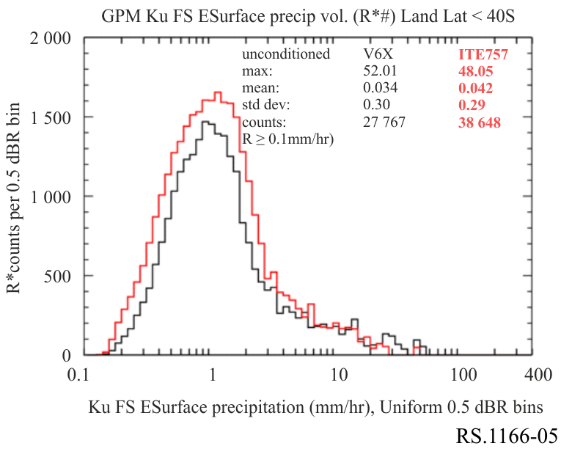 GPM Ku FS ESurface precip vol. (R*#) Land Lat < 40S
2 000
1 500
1 000
500
0
R*counts per 0.5 dBR bin
unconditioned V6X ITE757
max: 52.01 48.05
mean: 0.034 0.042
std dev: 0.30 0.29
counts: 27 767 38 648
R ≥ 0.1mm/hr)
0.1 1 10 100 400
Ku FS ESurface precipitation (mm/hr), Uniform 0.5 dBR bins
RS.1166-05